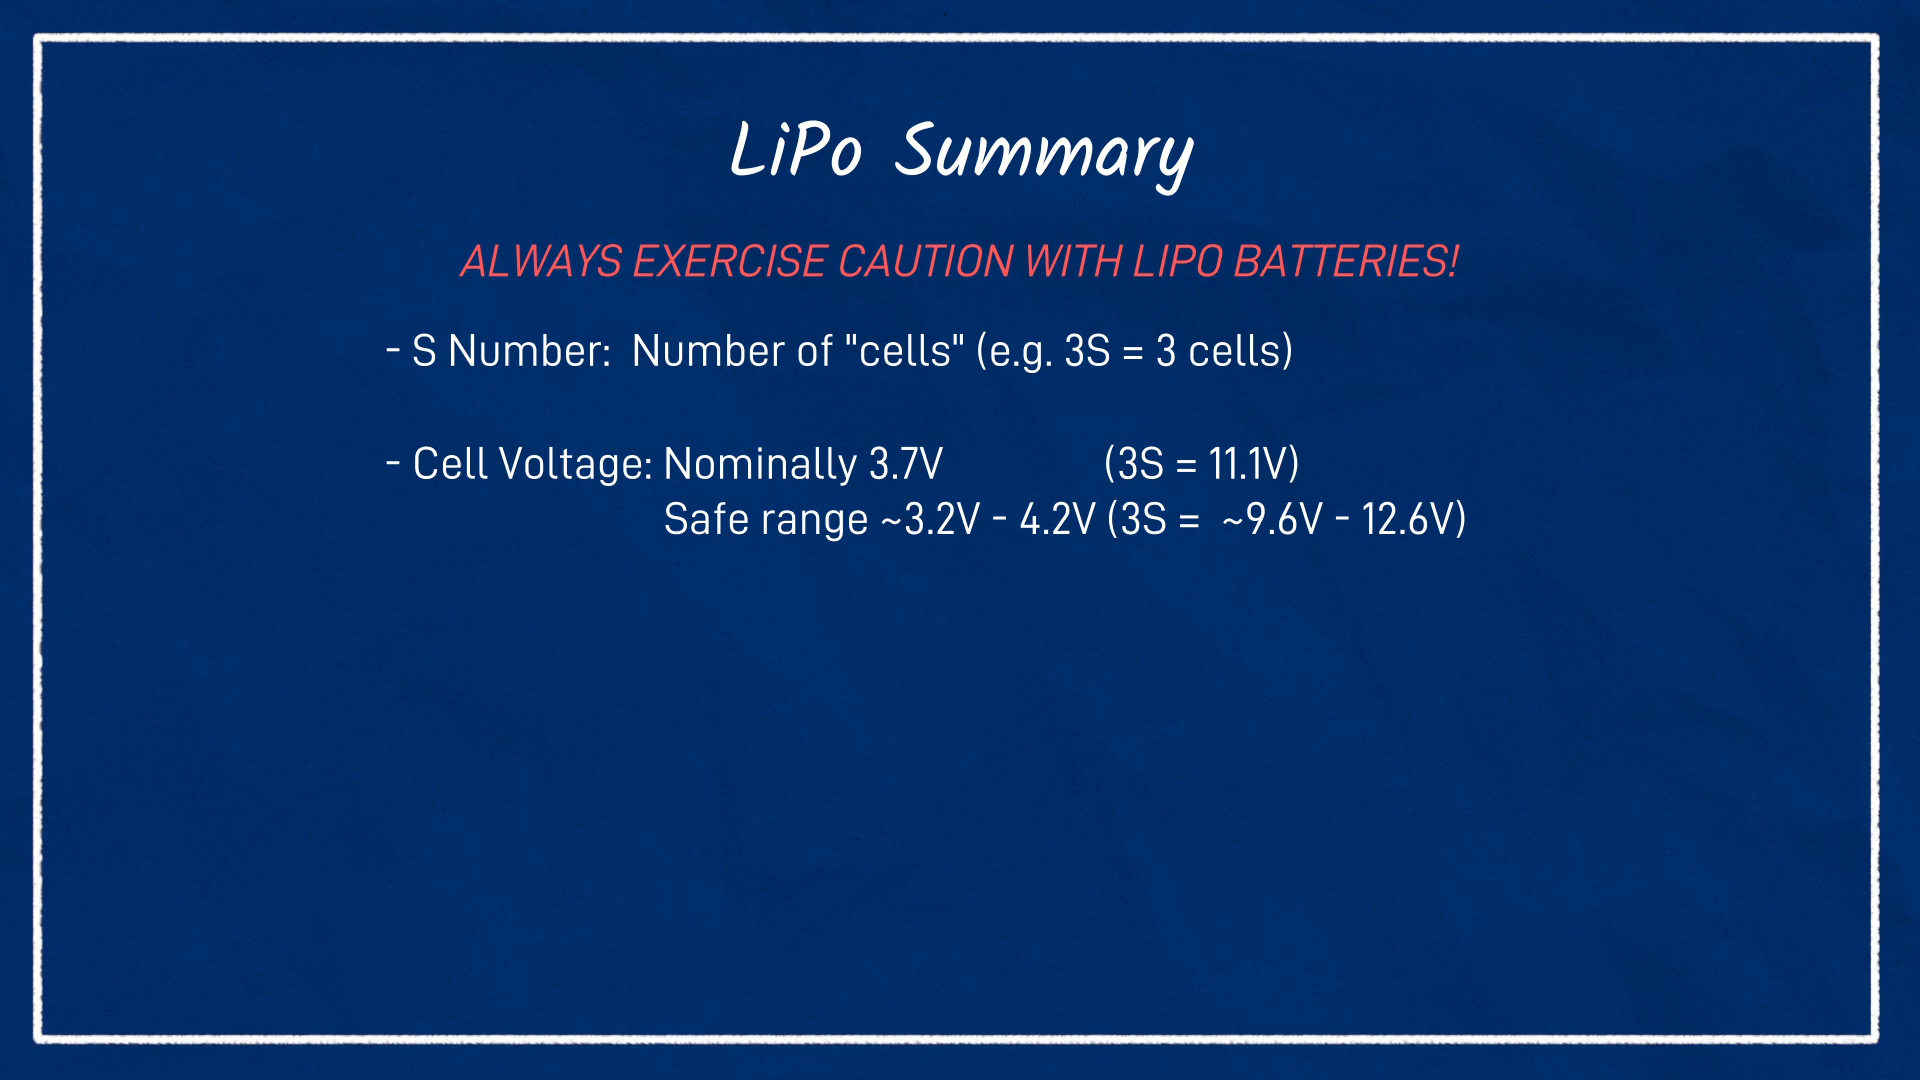 LiPo Summary
ALWAYS EXERCISE CAUTION WITH LIPO BATTERIES!
- S Number: Number of "cells" (e.g. 3S = 3 cells)
- Cell Voltage: Nominally 3.7V (3S = 11.1V)
Safe range ~3.2V - 4.2V (3S = ~9.6V - 12.6V)